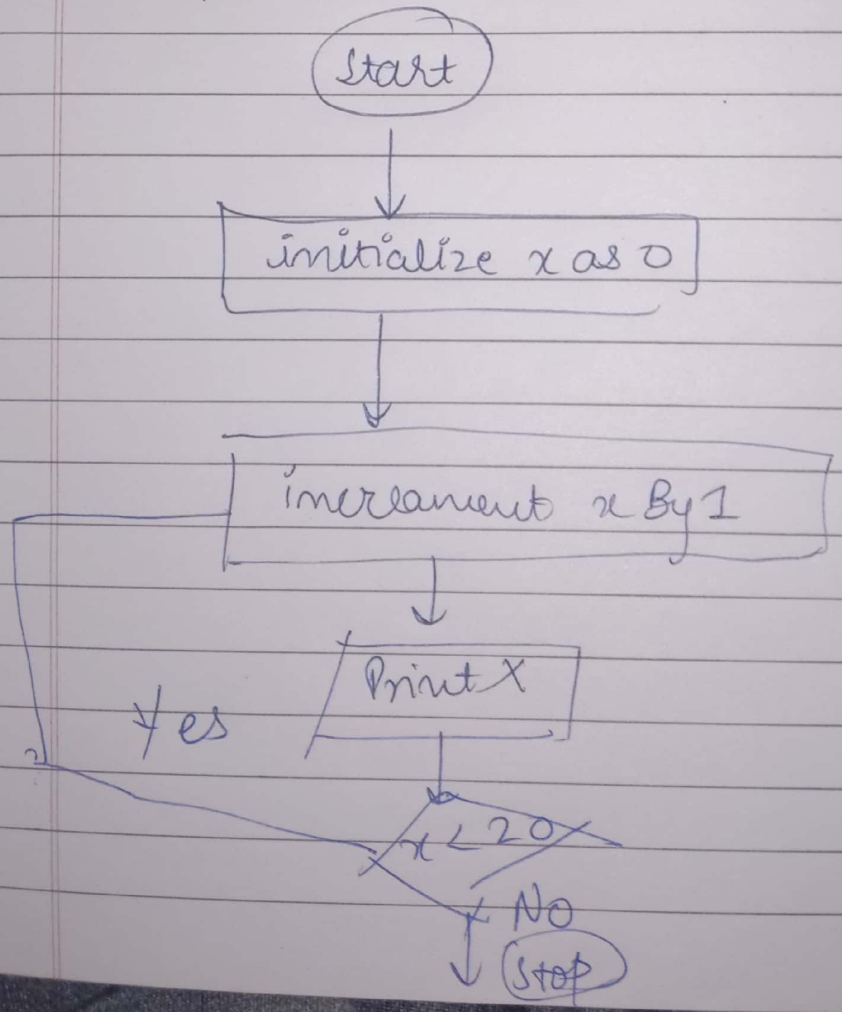 Start
initialize x as 0
increament x By 1
Print X
Yes
x < 20
No
Stop